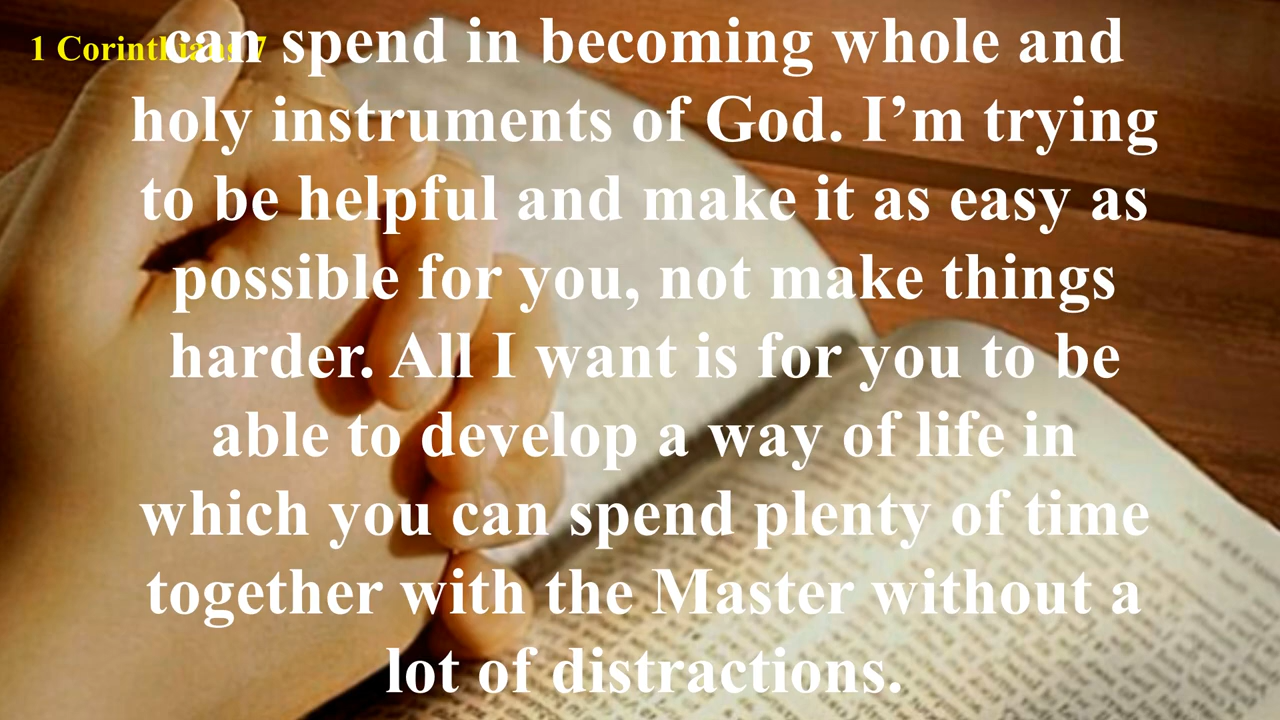 1 Corinthians 7
can spend in becoming whole and
holy instruments of God. I’m trying
to be helpful and make it as easy as
possible for you, not make things
harder. All I want is for you to be
able to develop a way of life in
which you can spend plenty of time
together with the Master without a
lot of distractions.